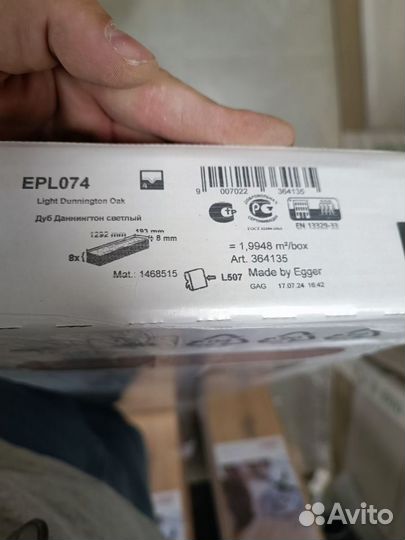 EPL074
Light Dunnington Oak
Дуб Даннингтон светлый
9 007022 364135
1292 mm 193 mm
8 mm
8x
= 1,9948 m²/box
EN 13329-33
Art. 364135
Mat.: 1468515
L507 Made by Egger
GAG 17.07.24 16:42
Avito